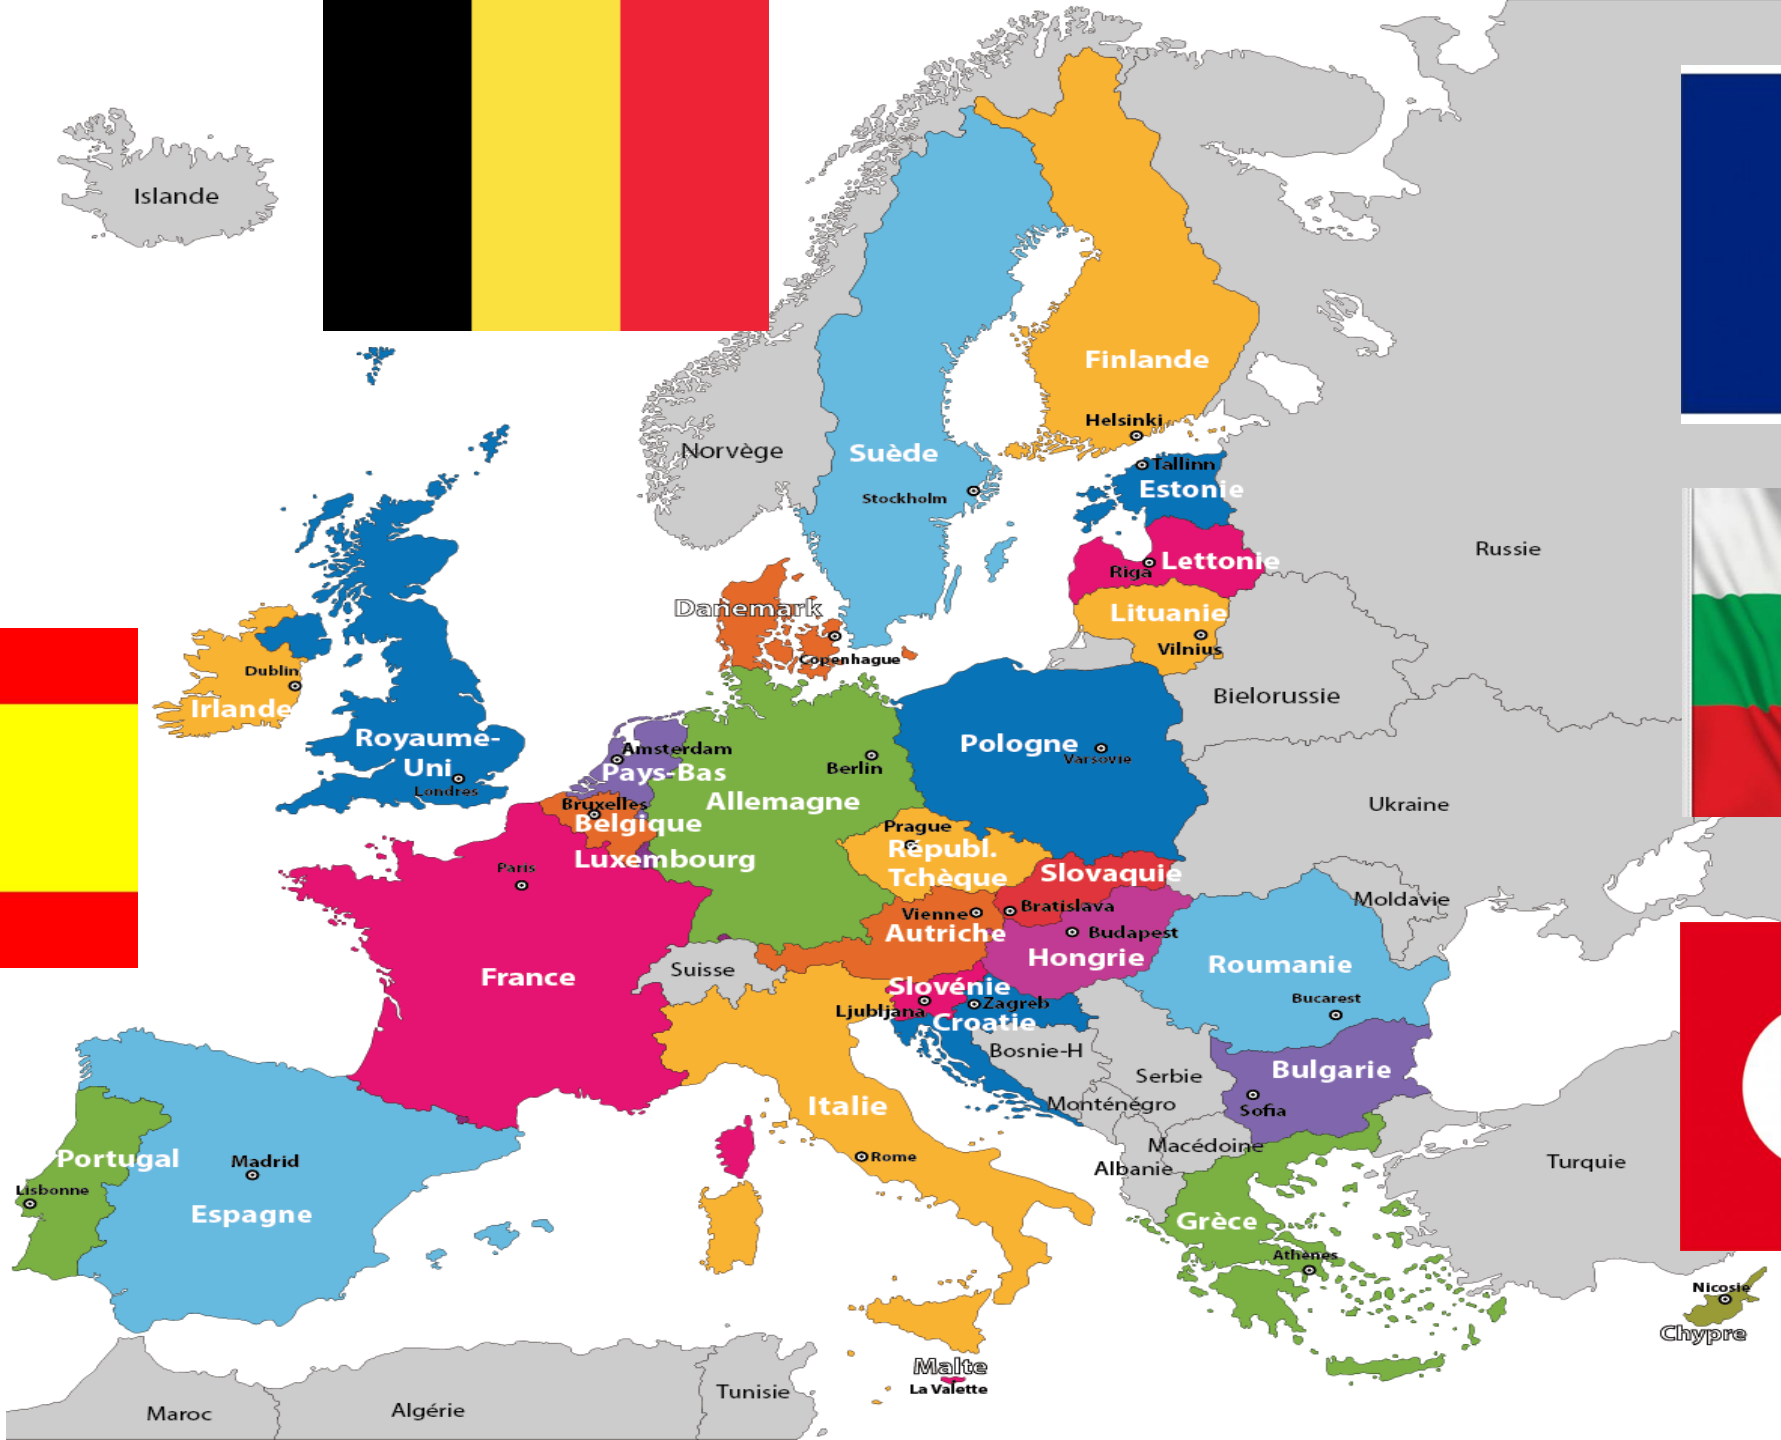 Islande
Finlande
Helsinki
Norvège
Suède
Stockholm
Tallinn
Estonie
Russie
Lettonie
Riga
Danemark
Lituanie
Vilnius
Copenhague
Dublin
Irlande
Bielorussie
Royaume-
Uni
Londres
Amsterdam
Pays-Bas
Berlin
Allemagne
Pologne
Varsovie
Ukraine
Bruxelles
Belgique
Luxembourg
Prague
Républ.
Tchèque
Slovaquie
Paris
Vienne
Bratislava
Autriche
Budapest
Hongrie
Moldavie
France
Suisse
Slovénie
Ljubljana
Zagreb
Croatie
Roumanie
Bucarest
Bosnie-H
Serbie
Bulgarie
Sofia
Monténégro
Italie
Macédoine
Albanie
Rome
Turquie
Portugal
Lisbonne
Madrid
Espagne
Grèce
Athènes
Nicosie
Chypre
Malte
La Valette
Maroc
Algérie
Tunisie